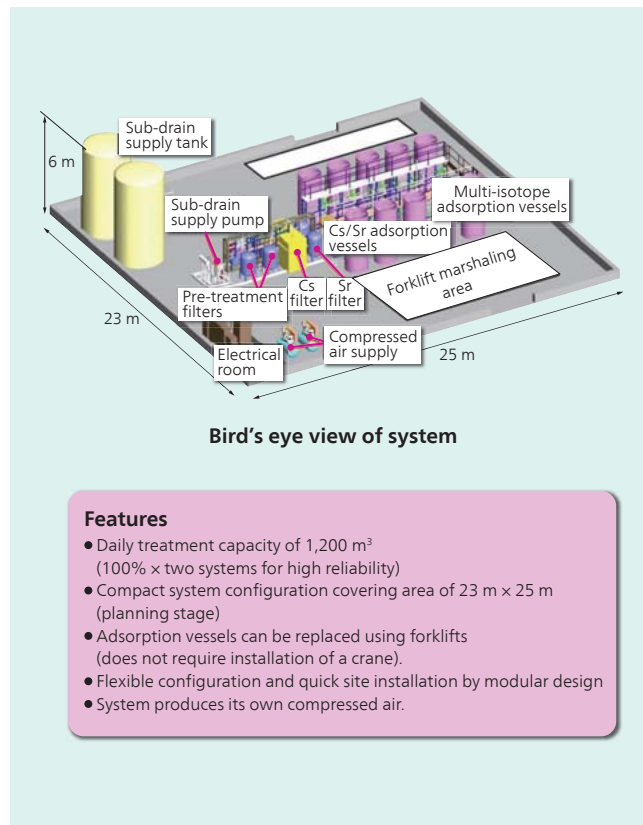 Sub-drain
supply tank
6 m
Sub-drain
supply pump
Multi-isotope
adsorption vessels
Cs/Sr adsorption
vessels
Forklift marshaling
area
Pre-treatment
filters
Cs
filter
Sr
filter
23 m
Electrical
room
Compressed
air supply
25 m
Bird's eye view of system
Features
● Daily treatment capacity of 1,200 m³
(100% × two systems for high reliability)
● Compact system configuration covering area of 23 m × 25 m
(planning stage)
● Adsorption vessels can be replaced using forklifts
(does not require installation of a crane).
● Flexible configuration and quick site installation by modular design
● System produces its own compressed air.